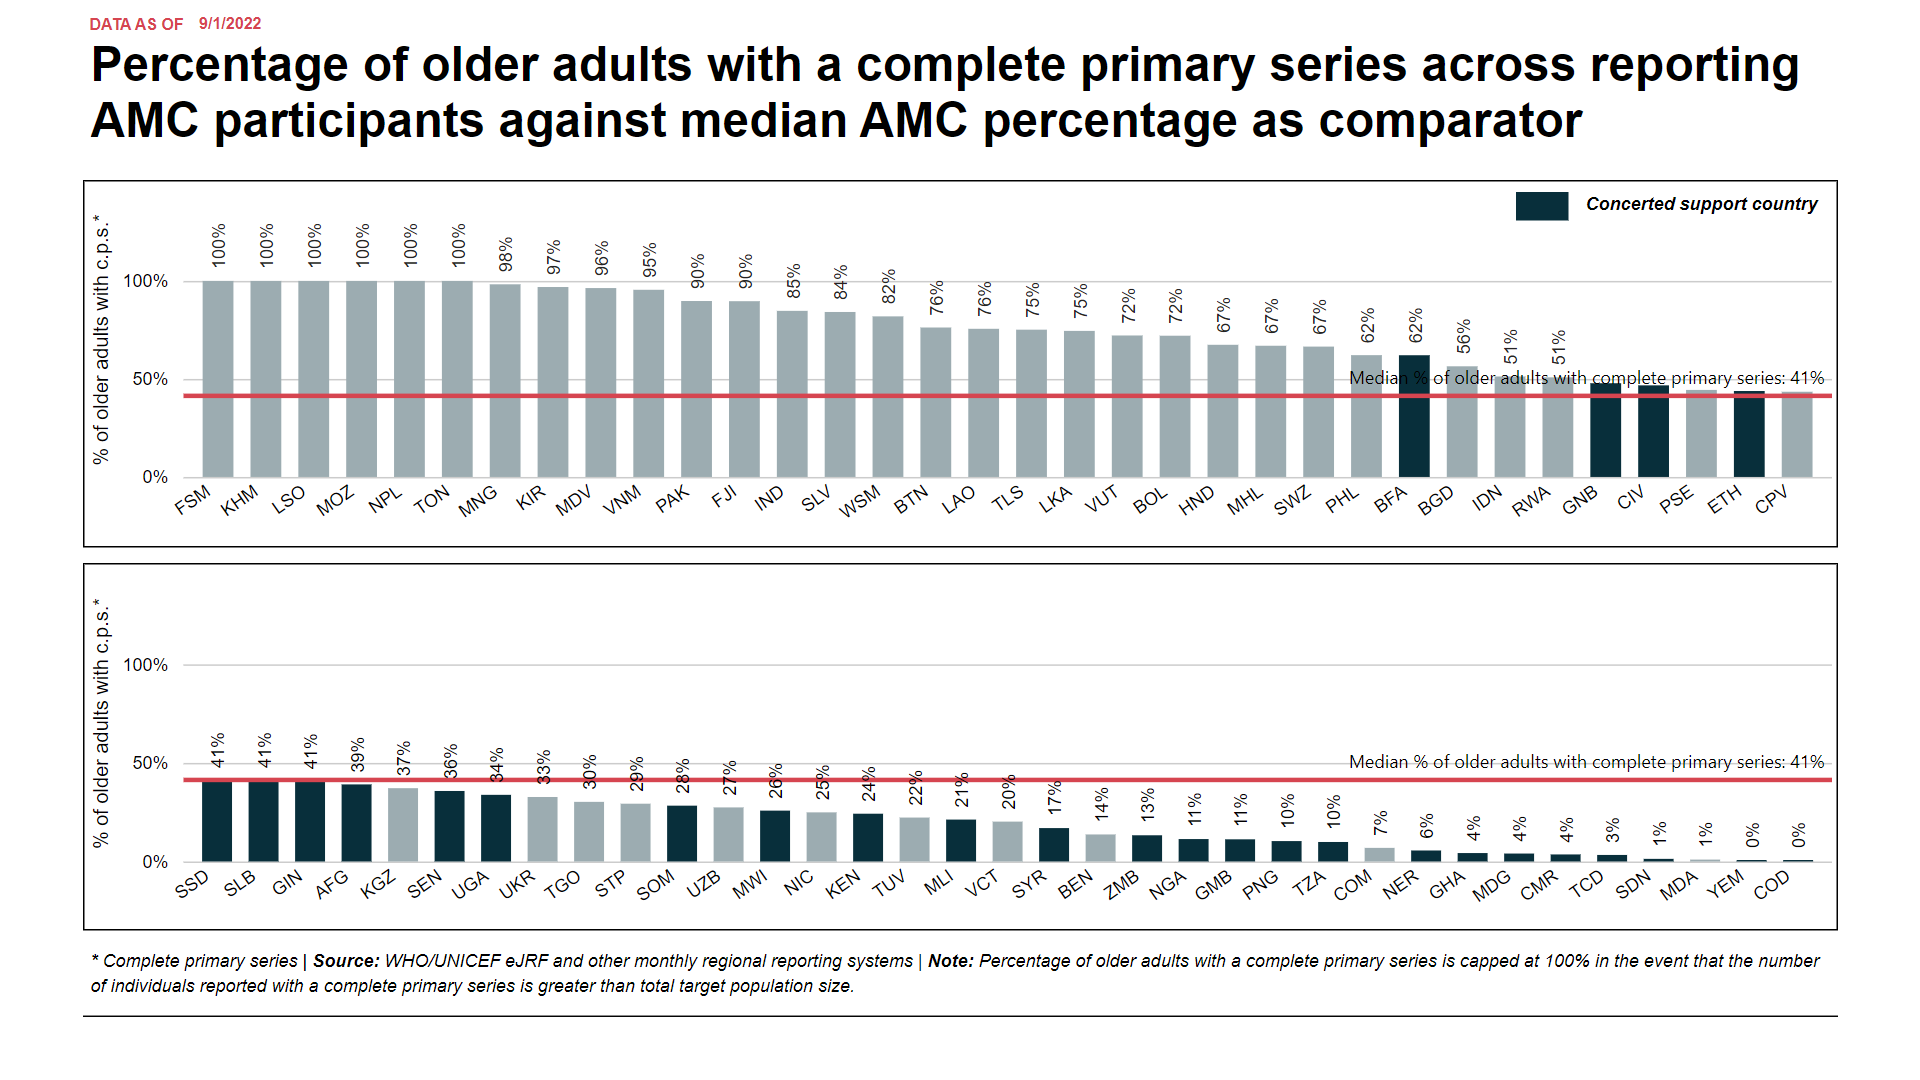 DATA AS OF 9/1/2022
Percentage of older adults with a complete primary series across reporting
AMC participants against median AMC percentage as comparator
Concerted support country
% of older adults with c.p.s.*
100%
50%
0%
100% 100% 100% 100% 100% 100% 98% 97% 96% 95% 90% 90% 85% 84% 82% 76% 76% 75% 75% 72% 72% 67% 67% 67% 62% 62% 56% 51% 51%
Median % of older adults with complete primary series: 41%
FSM KHM LSO MOZ NPL TON MNG KIR MDV VNM PAK FJI IND SLV WSM BTN LAO TLS LKA VUT BOL HND MHL SWZ PHL BFA BGD IDN RWA GNB CIV PSE ETH CPV
% of older adults with c.p.s.*
100%
50%
0%
41% 41% 41% 39% 37% 36% 34% 33% 30% 29% 28% 27% 26% 25% 24% 22% 21% 20% 17% 14% 13% 11% 11% 10% 10% 7% 6% 4% 4% 4% 3% 1% 1% 0% 0%
Median % of older adults with complete primary series: 41%
SSD SLB GIN AFG KGZ SEN UGA UKR TGO STP SOM UZB MWI NIC KEN TUV MLI VCT SYR BEN ZMB NGA GMB PNG TZA COM NER GHA MDG CMR TCD SDN MDA YEM COD
* Complete primary series | Source: WHO/UNICEF eJRF and other monthly regional reporting systems | Note: Percentage of older adults with a complete primary series is capped at 100% in the event that the number
of individuals reported with a complete primary series is greater than total target population size.